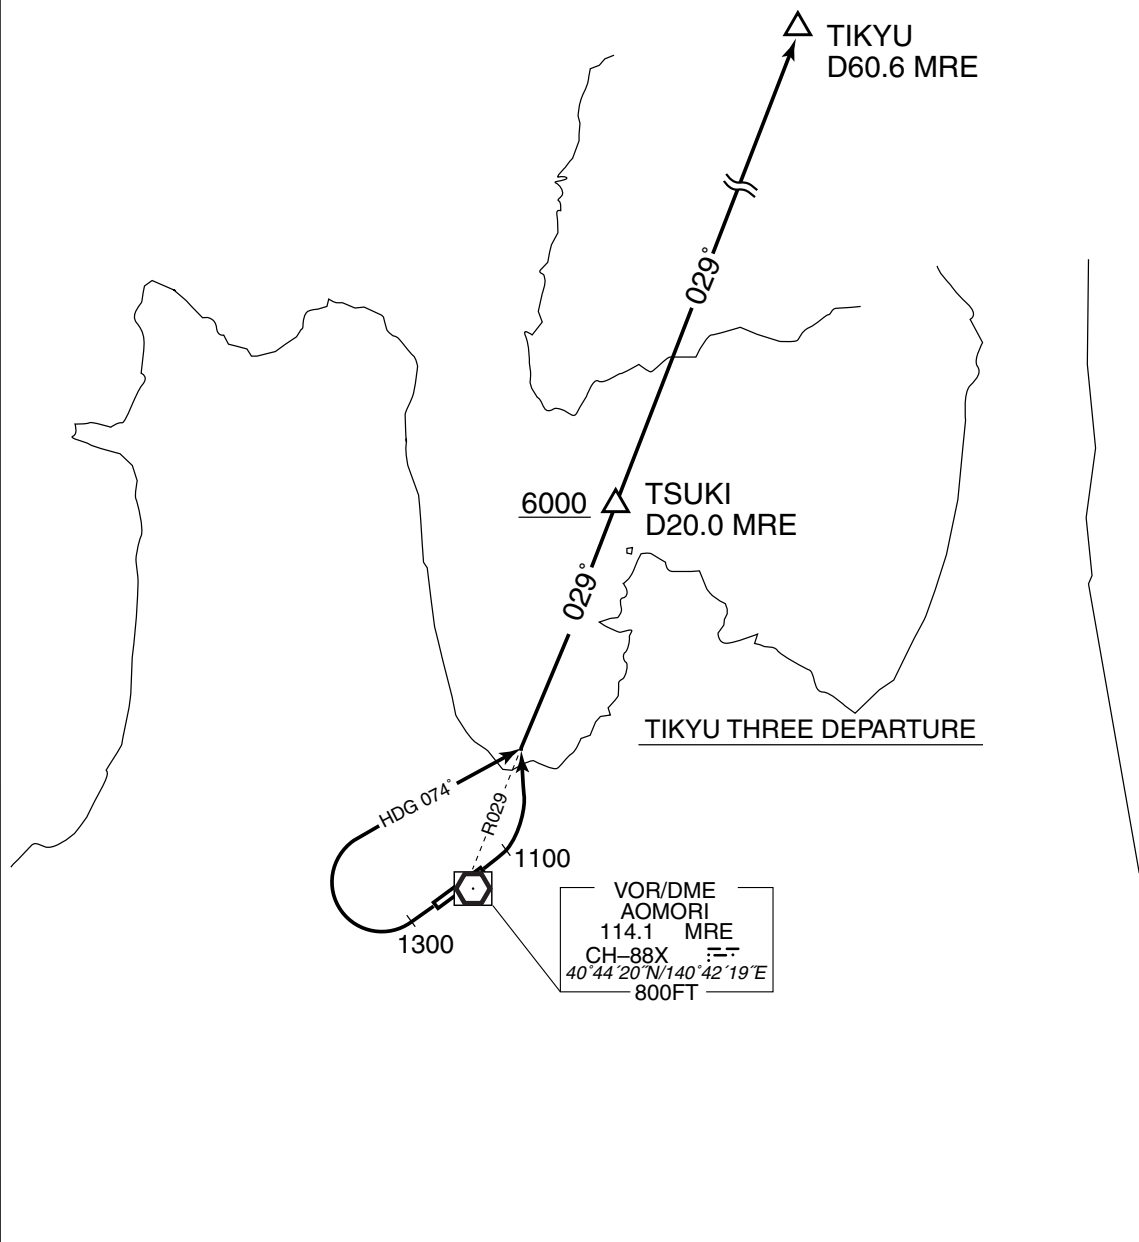 TIKYU
D60.6 MRE
029°
6000
TSUKI
D20.0 MRE
029°
TIKYU THREE DEPARTURE
HDG 074°
R029
1100
1300
VOR/DME
AOMORI
114.1 MRE
CH–88X
40°44´20˝N/140°42´19˝E
800FT